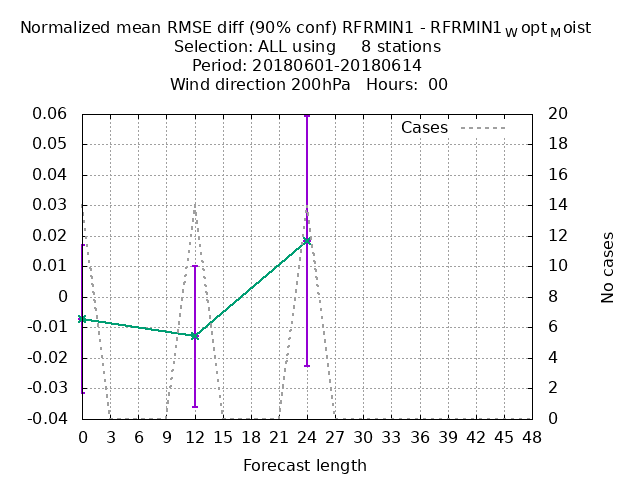 Normalized mean RMSE diff (90% conf) RFRMIN1 - RFRMIN1WoptMoist
Selection: ALL using 8 stations
Period: 20180601-20180614
Wind direction 200hPa Hours: 00
Cases
0.06
0.05
0.04
0.03
0.02
0.01
0
-0.01
-0.02
-0.03
-0.04
20
18
16
14
12
10
8
6
4
2
0
No cases
0 3 6 9 12 15 18 21 24 27 30 33 36 39 42 45 48
Forecast length